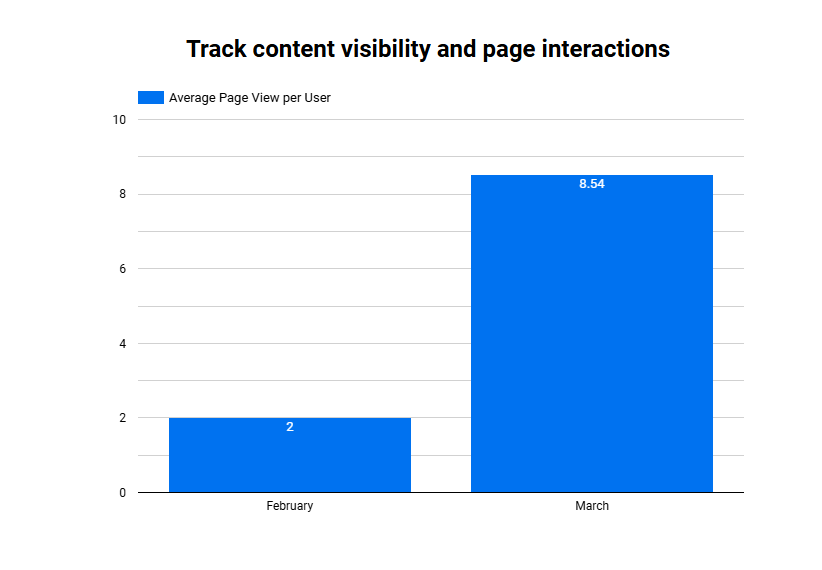 Track content visibility and page interactions
Average Page View per User
10
8
6
4
2
0
8.54
2
February
March